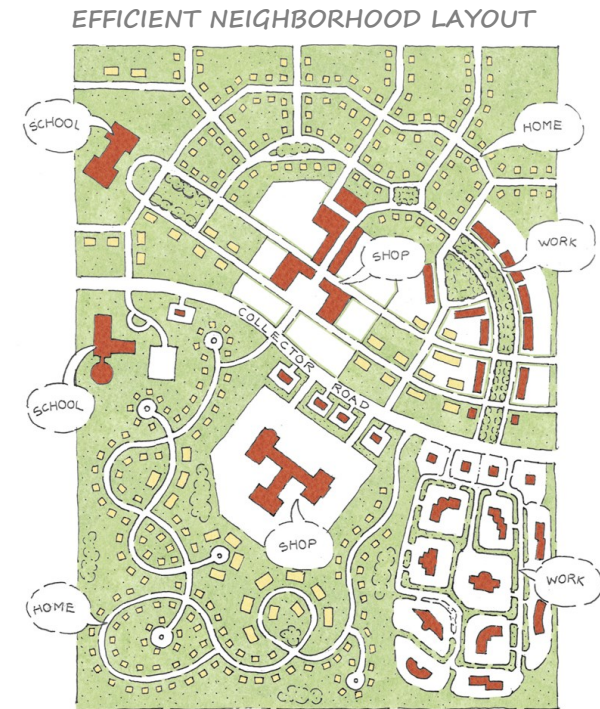 EFFICIENT NEIGHBORHOOD LAYOUT
SCHOOL
HOME
WORK
SHOP
COLLECTOR ROAD
SCHOOL
SHOP
WORK
HOME